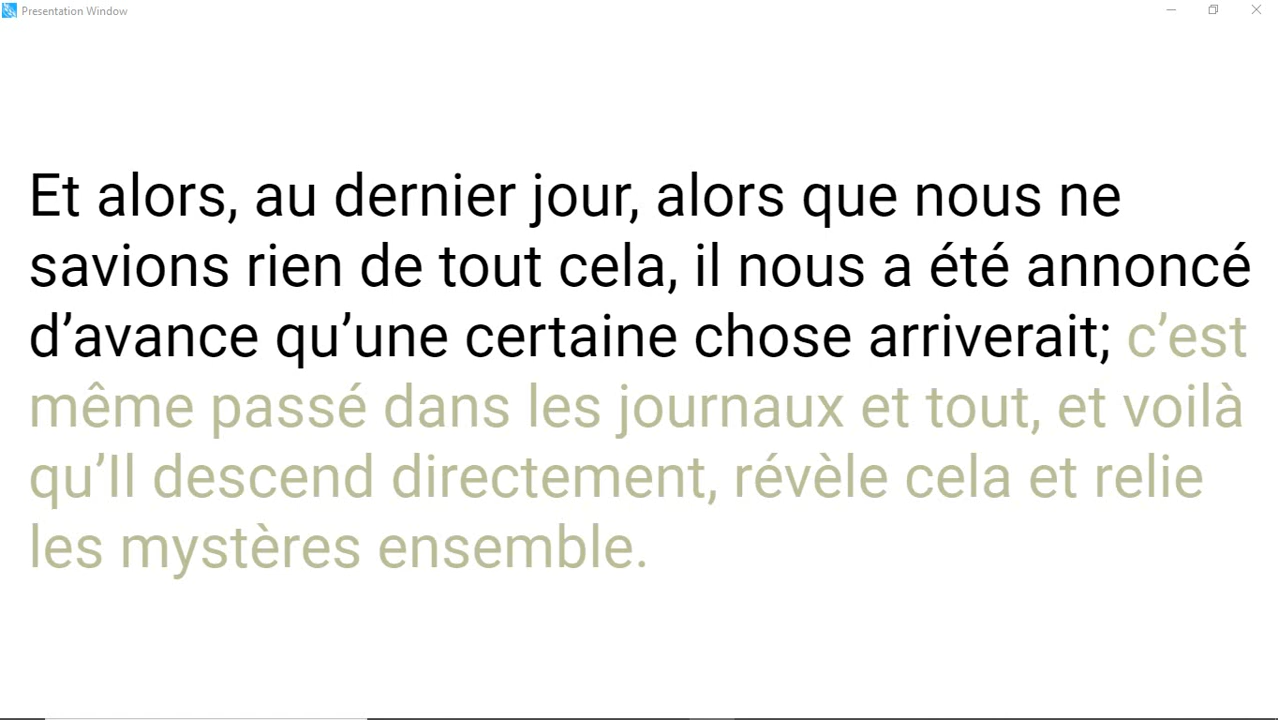 Presentation Window
Et alors, au dernier jour, alors que nous ne
savions rien de tout cela, il nous a été annoncé
d’avance qu’une certaine chose arriverait; c’est
même passé dans les journaux et tout, et voilà
qu’Il descend directement, révèle cela et relie
les mystères ensemble.